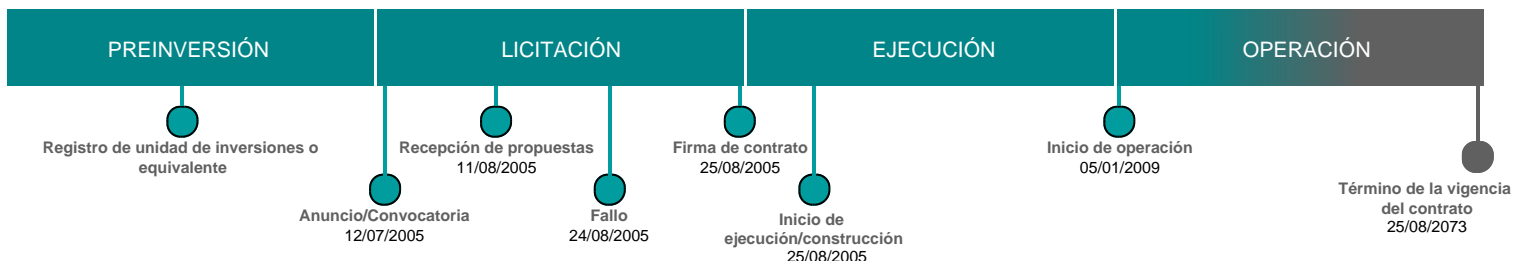 PREINVERSIÓN
LICITACIÓN
EJECUCIÓN
OPERACIÓN
Registro de unidad de inversiones o
equivalente
Anuncio/Convocatoria
12/07/2005
Recepción de propuestas
11/08/2005
Fallo
24/08/2005
Firma de contrato
25/08/2005
Inicio de
ejecución/construcción
25/08/2005
Inicio de operación
05/01/2009
Término de la vigencia
del contrato
25/08/2073